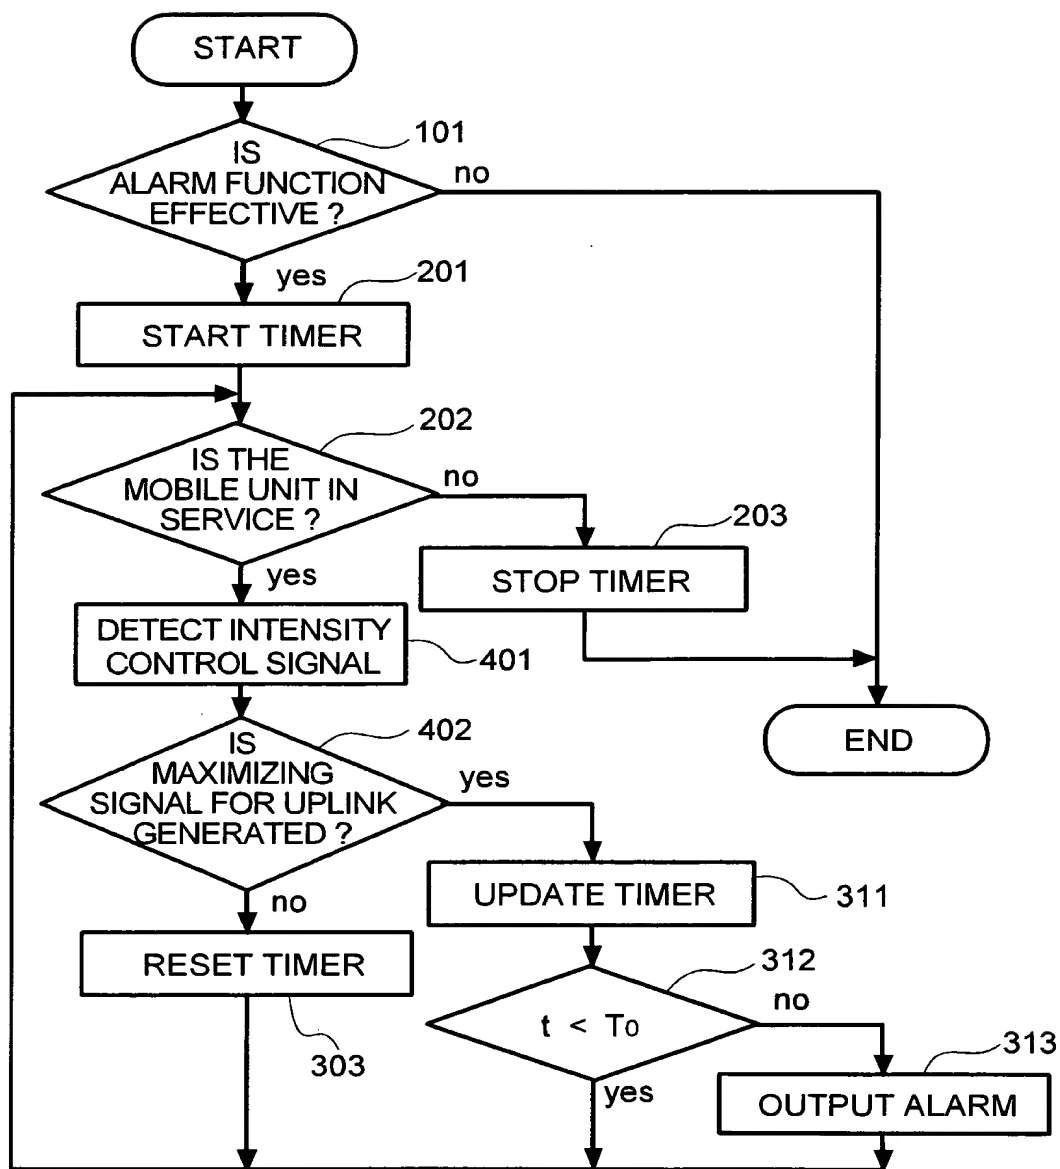 START
101
IS
ALARM FUNCTION
EFFECTIVE ?
no
yes
201
START TIMER
202
IS THE
MOBILE UNIT IN
SERVICE ?
no
203
STOP TIMER
yes
DETECT INTENSITY
CONTROL SIGNAL
401
END
402
IS
MAXIMIZING
SIGNAL FOR UPLINK
GENERATED ?
yes
UPDATE TIMER
311
no
RESET TIMER
303
312
t < T0
no
yes
313
OUTPUT ALARM